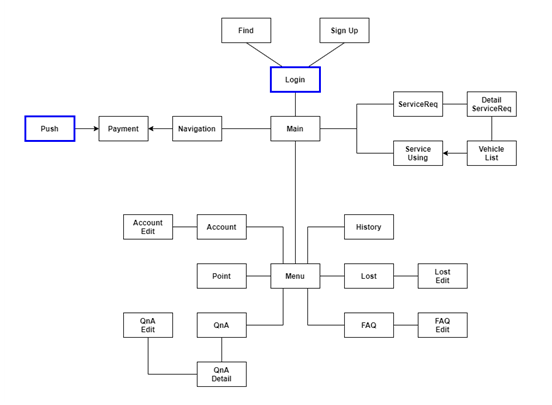 Find
Sign Up
Login
ServiceReq
Detail
ServiceReq
Push
Payment
Navigation
Main
Service
Using
Vehicle
List
Account
Edit
Account
History
Point
Menu
Lost
Lost
Edit
QnA
Edit
QnA
FAQ
FAQ
Edit
QnA
Detail